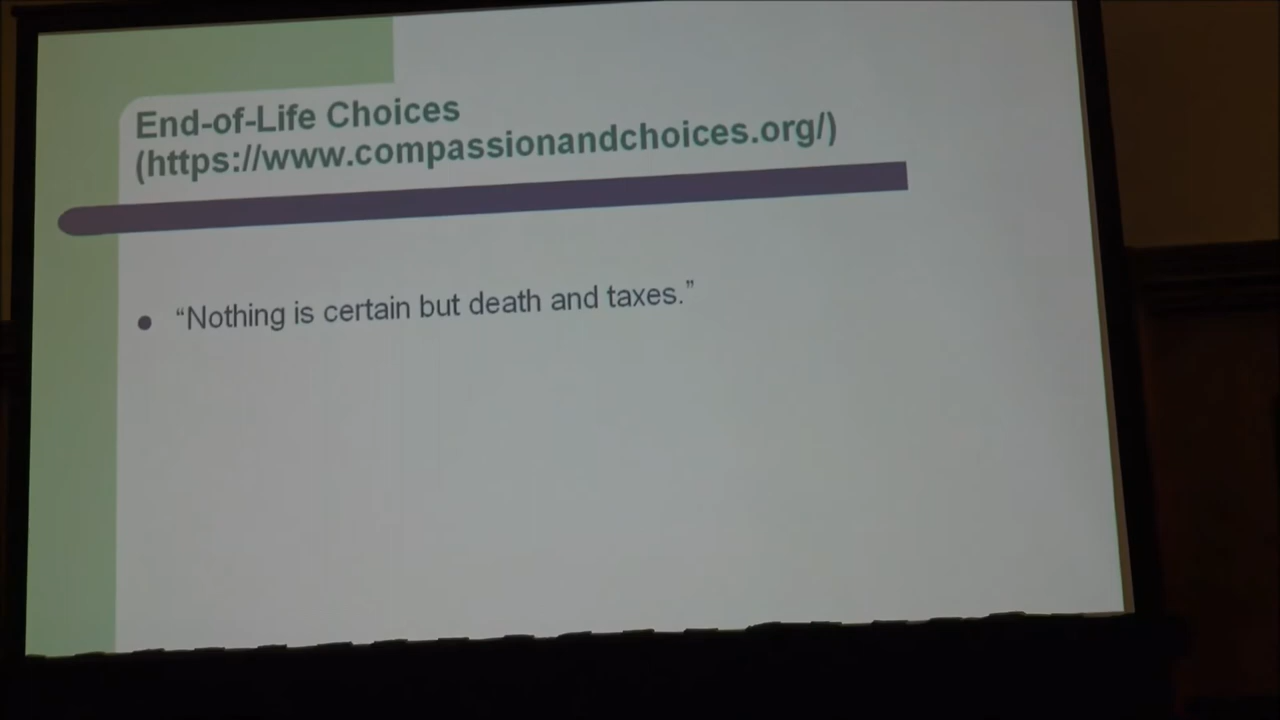 End-of-Life Choices
(https://www.compassionandchoices.org/)
“Nothing is certain but death and taxes.”